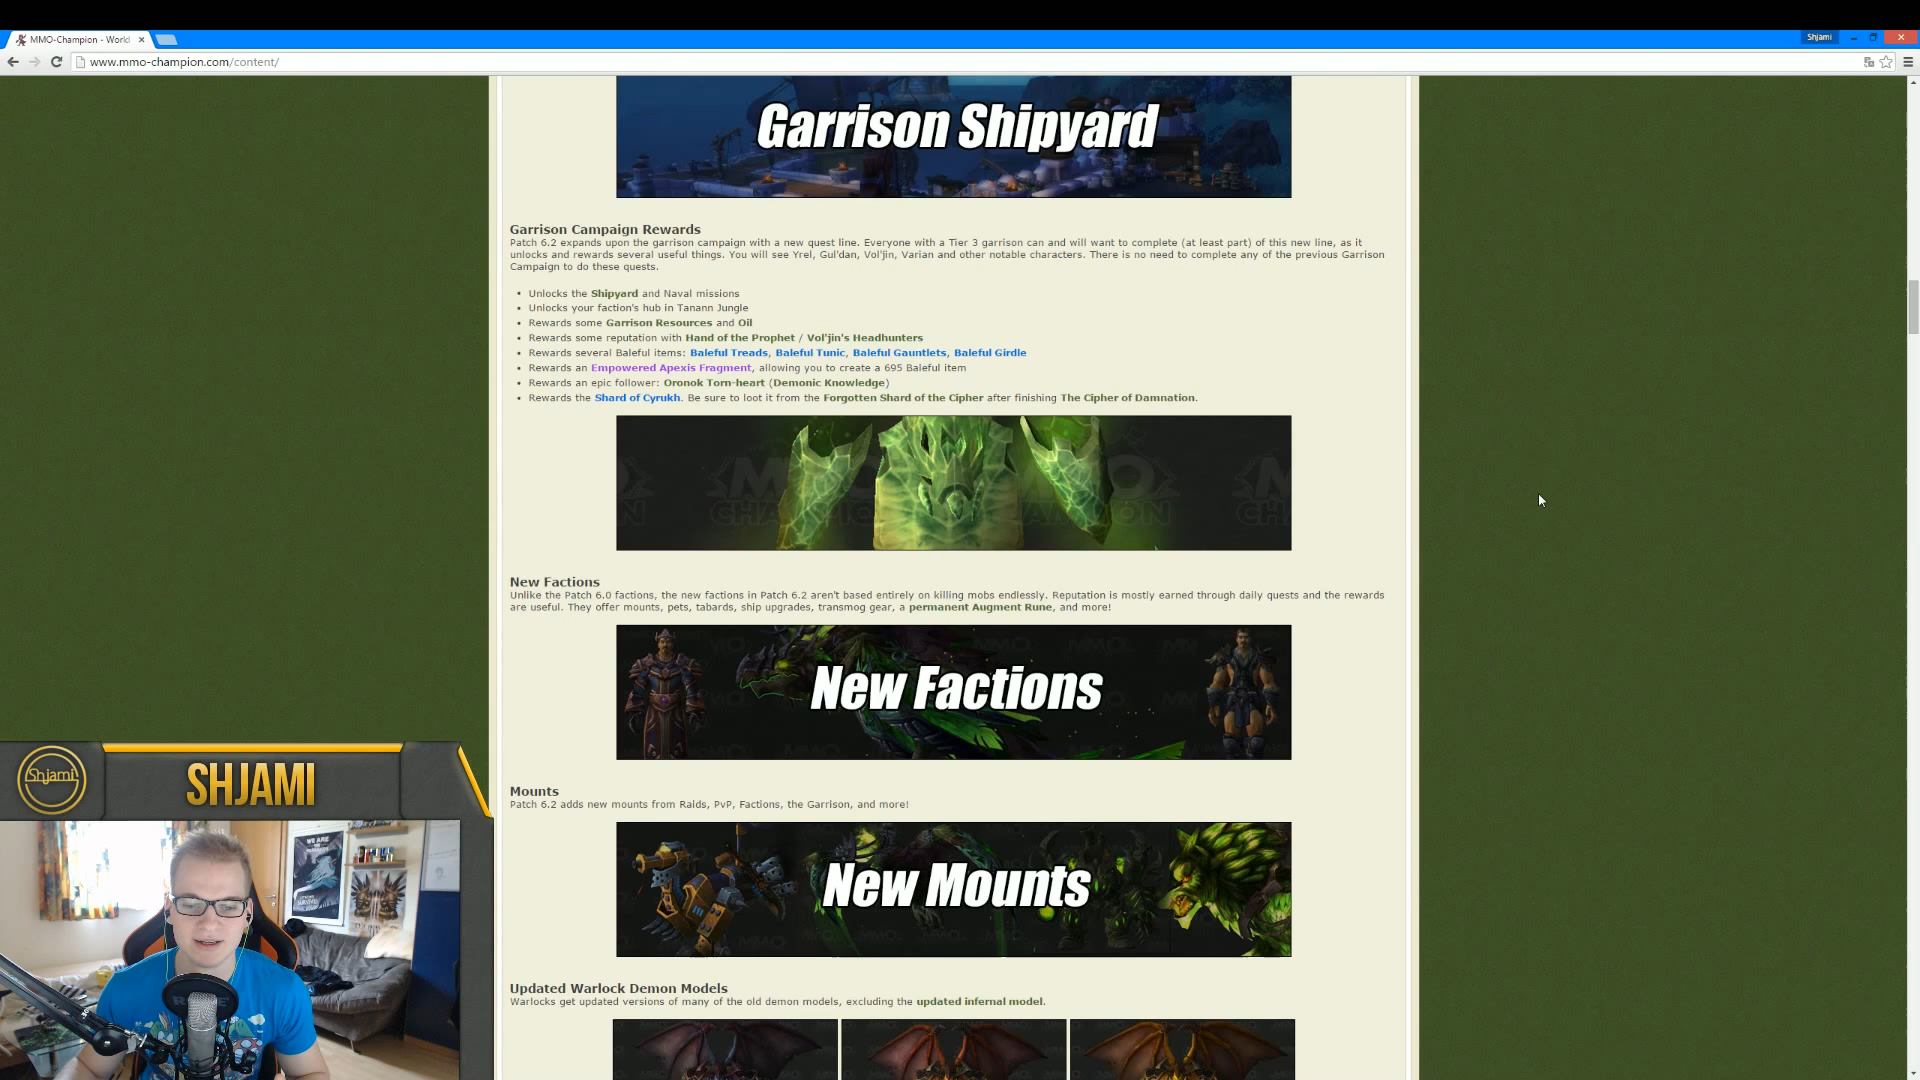 MMO-Champion - World
Shjami
www.mmo-champion.com/content/
Garrison Shipyard
Garrison Campaign Rewards
Patch 6.2 expands upon the garrison campaign with a new quest line. Everyone with a Tier 3 garrison can and will want to complete (at least part) of this new line, as it
unlocks and rewards several useful things. You will see Yrel, Gul'dan, Vol'jin, Varian and other notable characters. There is no need to complete any of the previous Garrison
Campaign to do these quests.
• Unlocks the Shipyard and Naval missions
• Unlocks your faction's hub in Tanann Jungle
• Rewards some Garrison Resources and Oil
• Rewards some reputation with Hand of the Prophet / Vol'jin's Headhunters
• Rewards several Baleful items: Baleful Treads, Baleful Tunic, Baleful Gauntlets, Baleful Girdle
• Rewards an Empowered Apexis Fragment, allowing you to create a 695 Baleful item
• Rewards an epic follower: Oronok Torn-heart (Demonic Knowledge)
• Rewards the Shard of Cyrukh. Be sure to loot it from the Forgotten Shard of the Cipher after finishing The Cipher of Damnation.
New Factions
Unlike the Patch 6.0 factions, the new factions in Patch 6.2 aren't based entirely on killing mobs endlessly. Reputation is mostly earned through daily quests and the rewards
are useful. They offer mounts, pets, tabards, ship upgrades, transmog gear, a permanent Augment Rune, and more!
New Factions
Mounts
Patch 6.2 adds new mounts from Raids, PvP, Factions, the Garrison, and more!
New Mounts
Updated Warlock Demon Models
Warlocks get updated versions of many of the old demon models, excluding the updated infernal model.
Shjami
SHJAMI
WE ARE